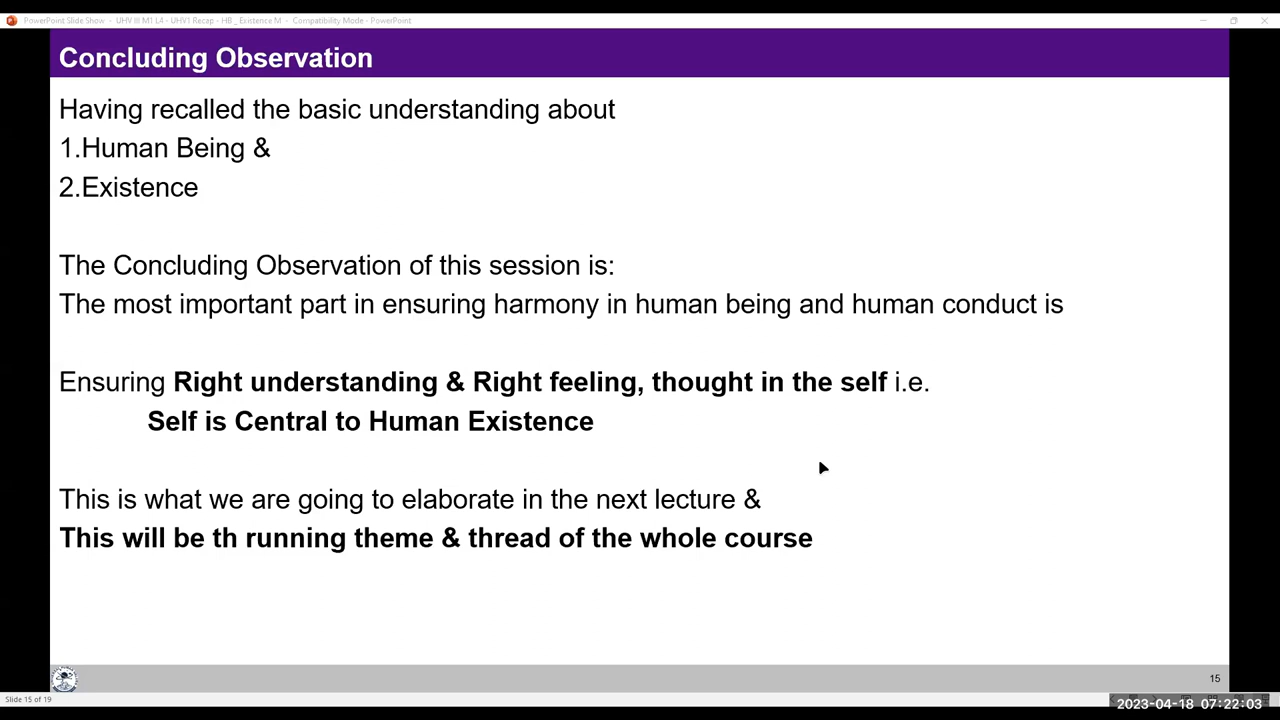 PowerPoint Slide Show - UHV III M1 L4 - UHV1 Recap - HB _ Existence M - Compatibility Mode - PowerPoint
Concluding Observation
Having recalled the basic understanding about
1.Human Being &
2.Existence
The Concluding Observation of this session is:
The most important part in ensuring harmony in human being and human conduct is
Ensuring Right understanding & Right feeling, thought in the self i.e.
Self is Central to Human Existence
This is what we are going to elaborate in the next lecture &
This will be th running theme & thread of the whole course
15
Slide 15 of 19
2023-04-18 07:22:03